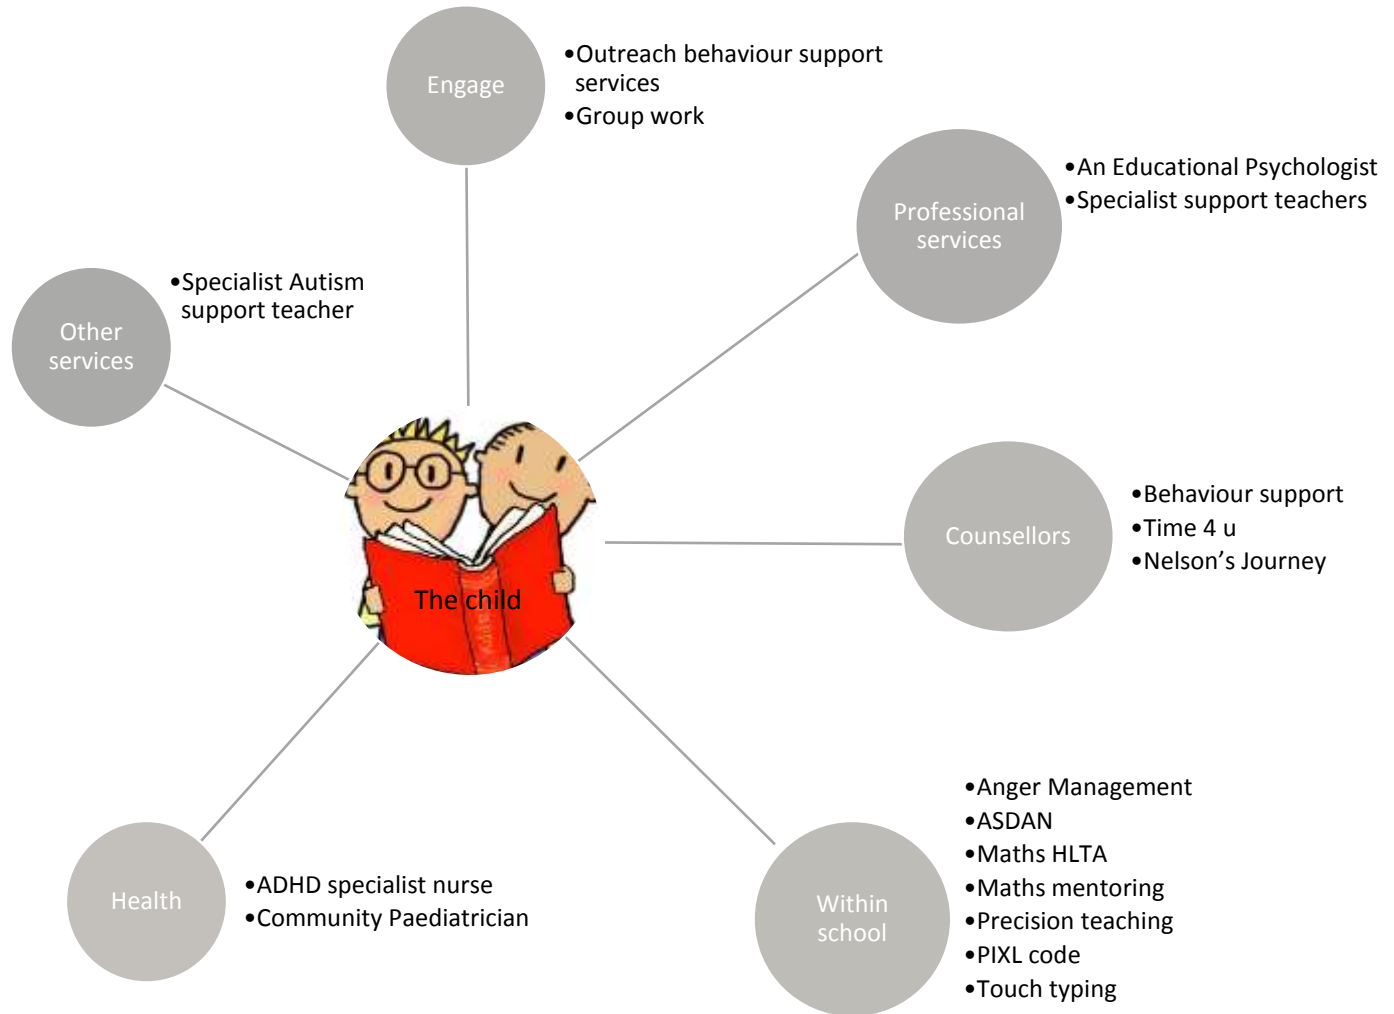 Engage
•Outreach behaviour support
services
•Group work
Professional
services
•An Educational Psychologist
•Specialist support teachers
Other
services
•Specialist Autism
support teacher
Counsellors
•Behaviour support
•Time 4 u
•Nelson’s Journey
The child
Health
•ADHD specialist nurse
•Community Paediatrician
Within
school
•Anger Management
•ASDAN
•Maths HLTA
•Maths mentoring
•Precision teaching
•PIXL code
•Touch typing